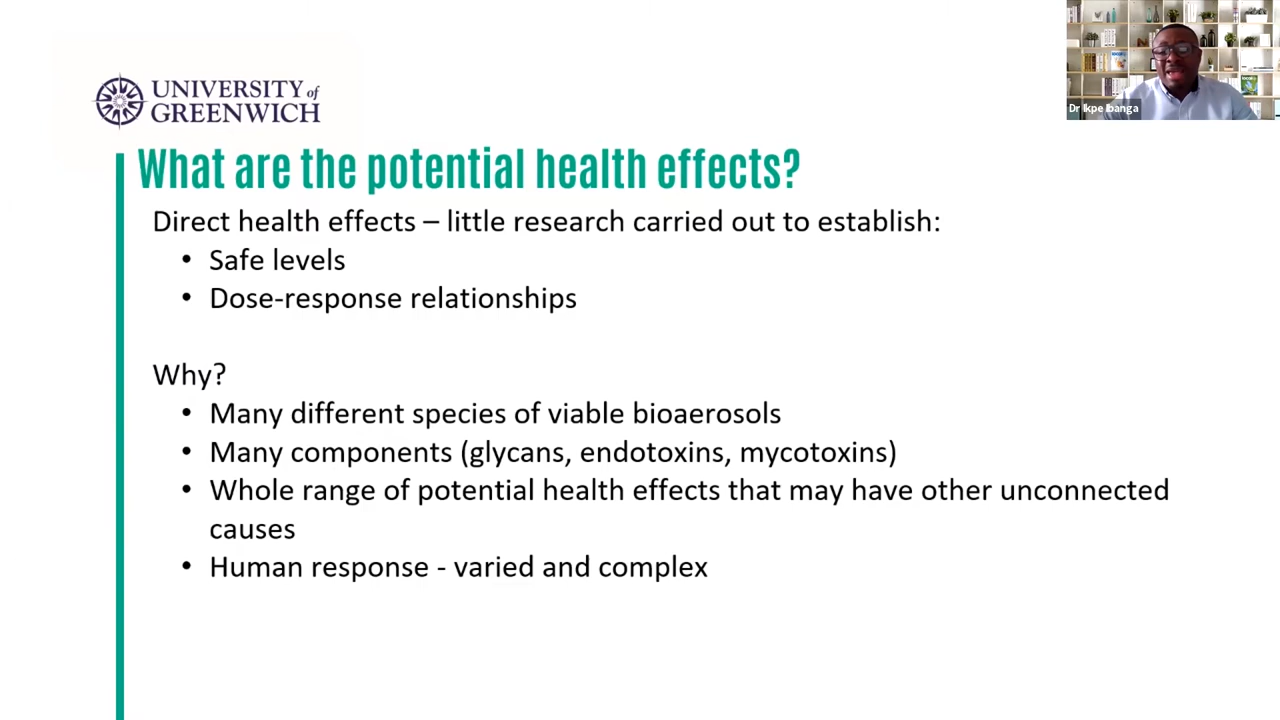 UNIVERSITY of
GREENWICH
Dr Ikpe Ibanga
What are the potential health effects?
Direct health effects – little research carried out to establish:
• Safe levels
• Dose-response relationships
Why?
• Many different species of viable bioaerosols
• Many components (glycans, endotoxins, mycotoxins)
• Whole range of potential health effects that may have other unconnected
causes
• Human response - varied and complex